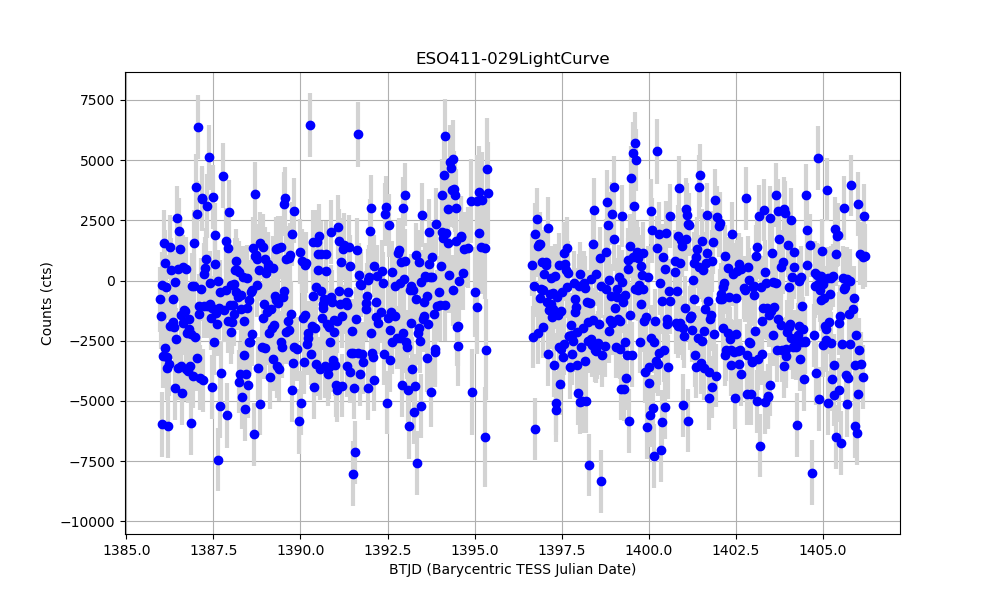 ESO411-029LightCurve
7500
5000
2500
0
−2500
−5000
−7500
−10000
Counts (cts)
1385.0 1387.5 1390.0 1392.5 1395.0 1397.5 1400.0 1402.5 1405.0
BTJD (Barycentric TESS Julian Date)